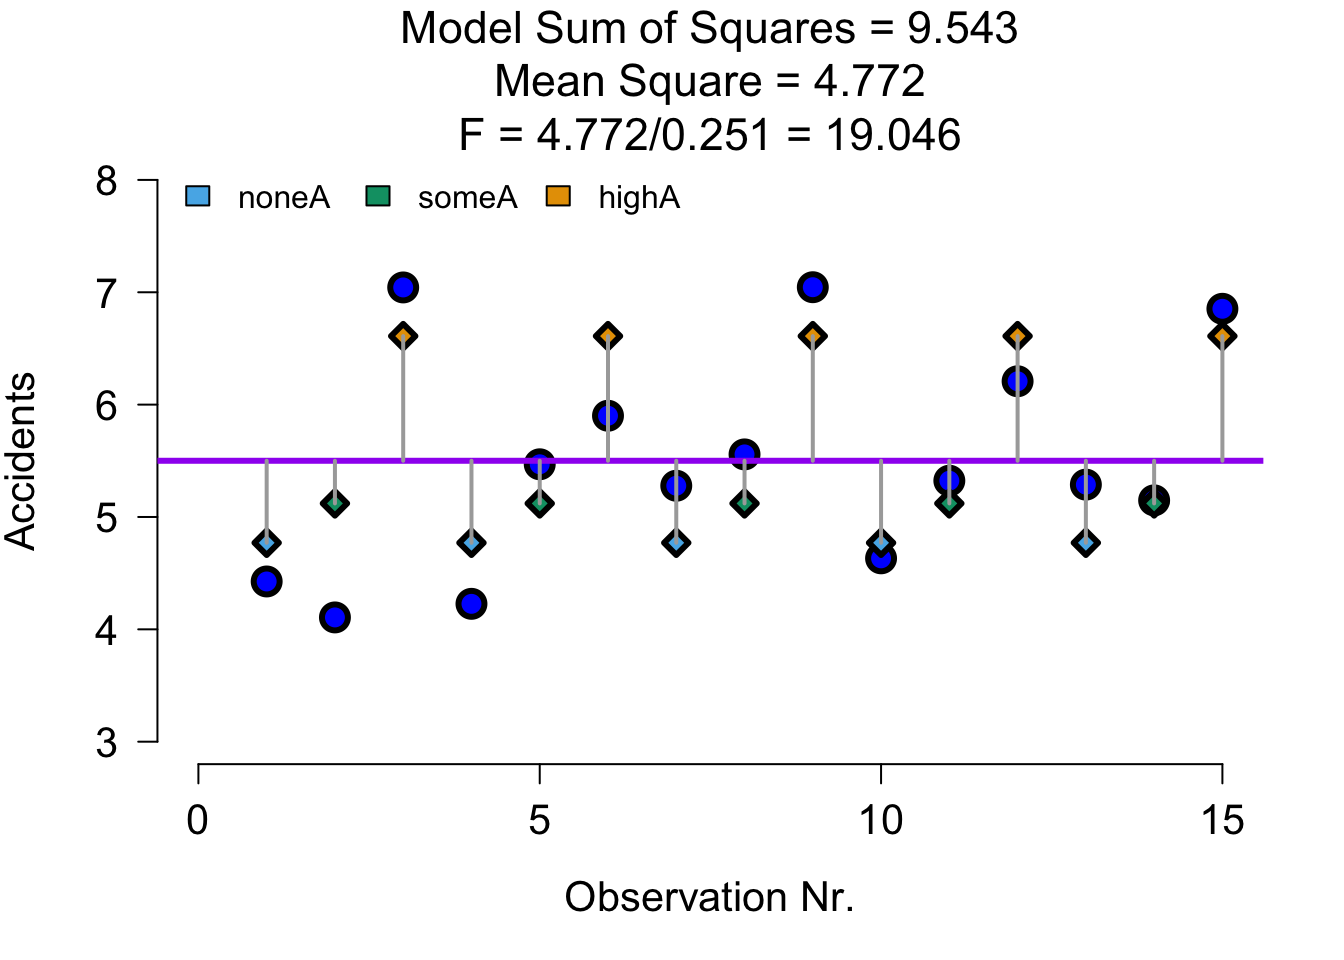 Model Sum of Squares = 9.543
Mean Square = 4.772
F = 4.772/0.251 = 19.046
noneA someA highA
Accidents
8
7
6
5
4
3
0 5 10 15
Observation Nr.